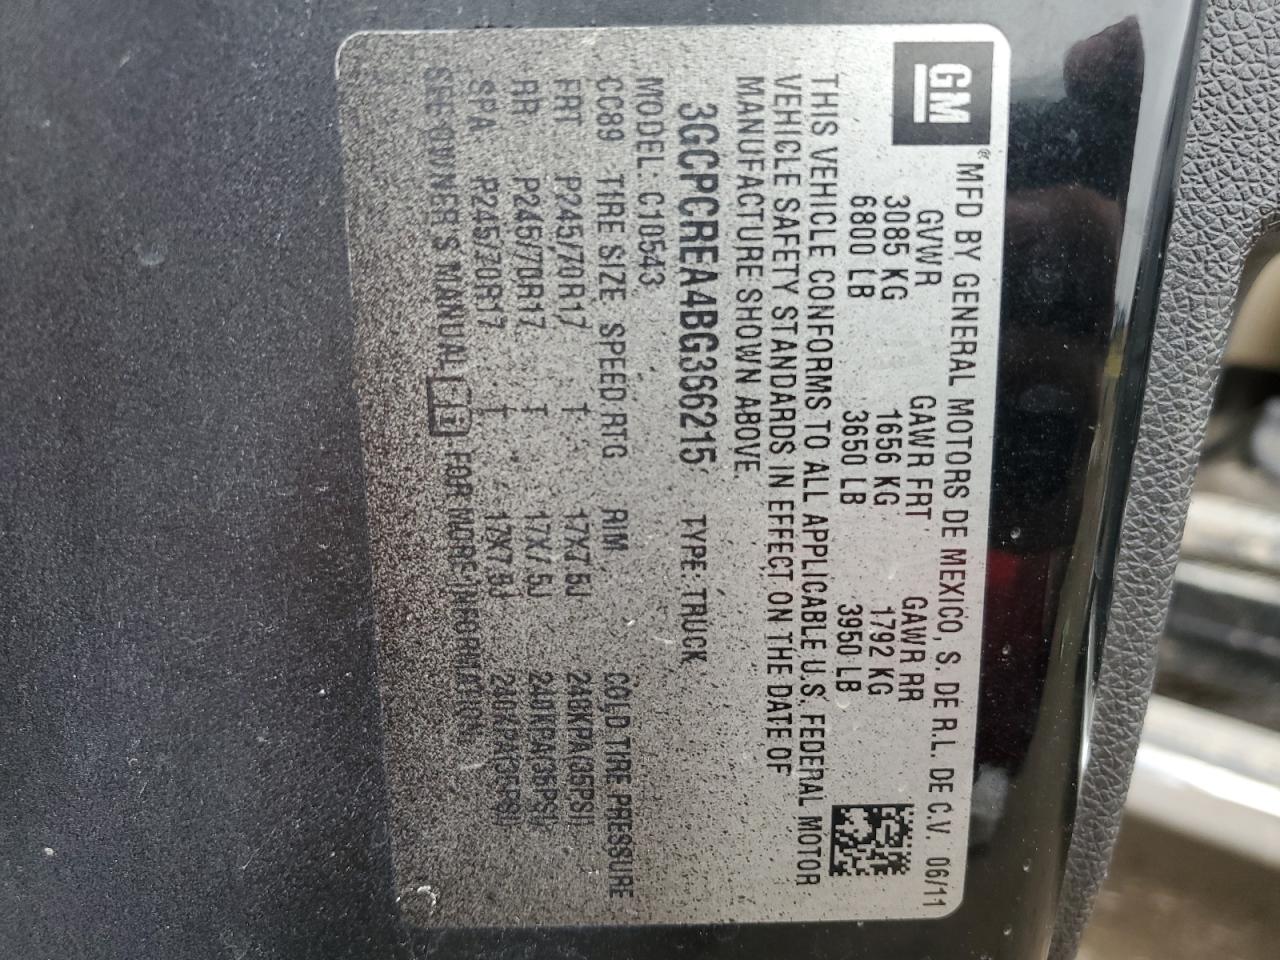 GM
® MFD BY GENERAL MOTORS DE MEXICO, S. DE R.L. DE C.V. 06/11
GVWR GAWR FRT GAWR RR
3085 KG 1656 KG 1792 KG
6800 LB 3650 LB 3950 LB
THIS VEHICLE CONFORMS TO ALL APPLICABLE U.S. FEDERAL MOTOR
VEHICLE SAFETY STANDARDS IN EFFECT ON THE DATE OF
MANUFACTURE SHOWN ABOVE.
3GCPCREA4BG366215 TYPE: TRUCK
MODEL: C10543
CC89 TIRE SIZE SPEED RTG RIM COLD TIRE PRESSURE
FRT P245/70R17 T 17X7.5J 240KPA(35PSI)
RR P245/70R17 T 17X7.5J 240KPA(35PSI)
SPA P245/70R17 T 17X7.5J 240KPA(35PSI)
SEE OWNER'S MANUAL FOR MORE INFORMATION.